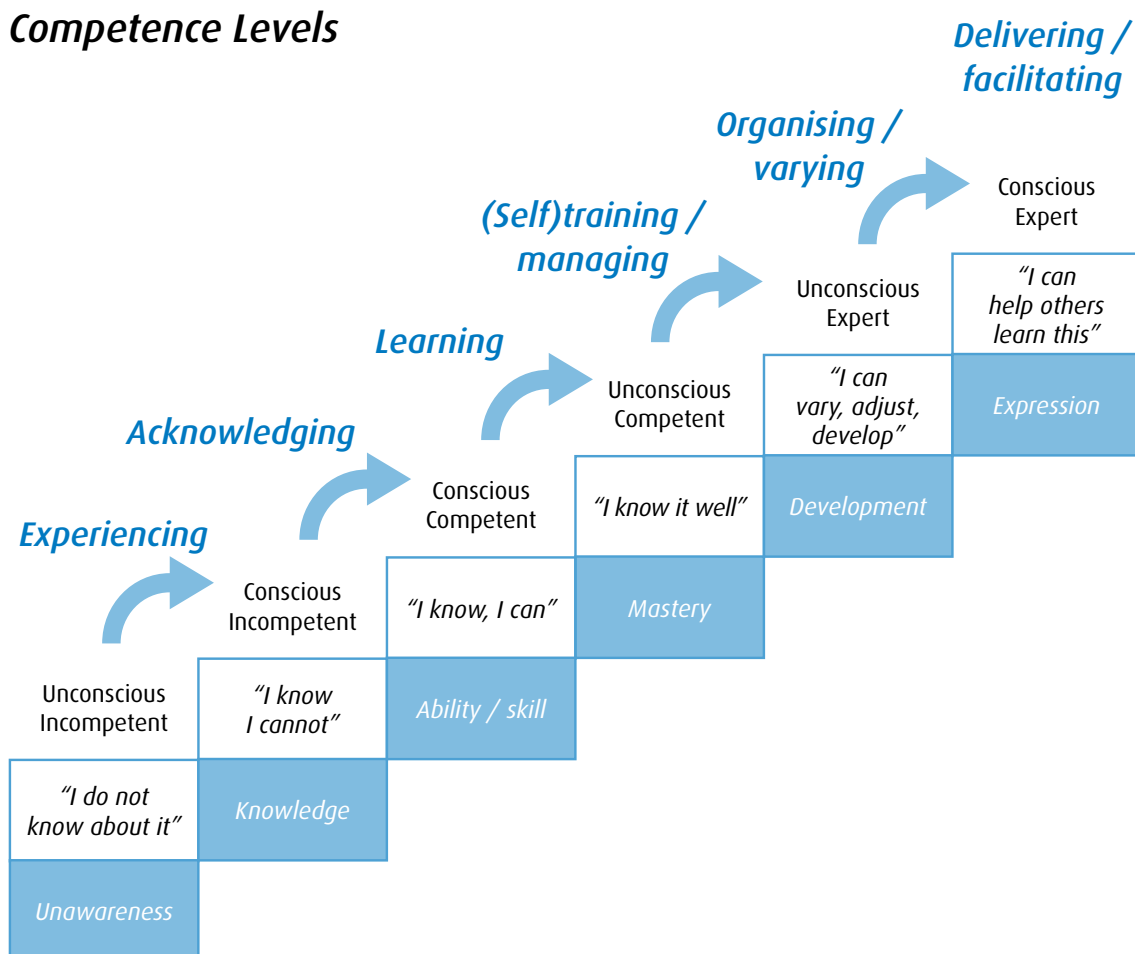 Competence Levels
Experiencing
Unconscious
Incompetent
“I do not
know about it”
Unawareness
Acknowledging
Conscious
Incompetent
“I know
I cannot”
Knowledge
Learning
Conscious
Competent
“I know, I can”
Ability / skill
(Self)training /
managing
Unconscious
Competent
“I know it well”
Mastery
Organising /
varying
Unconscious
Expert
“I can
vary, adjust,
develop”
Development
Delivering /
facilitating
Conscious
Expert
“I can
help others
learn this”
Expression